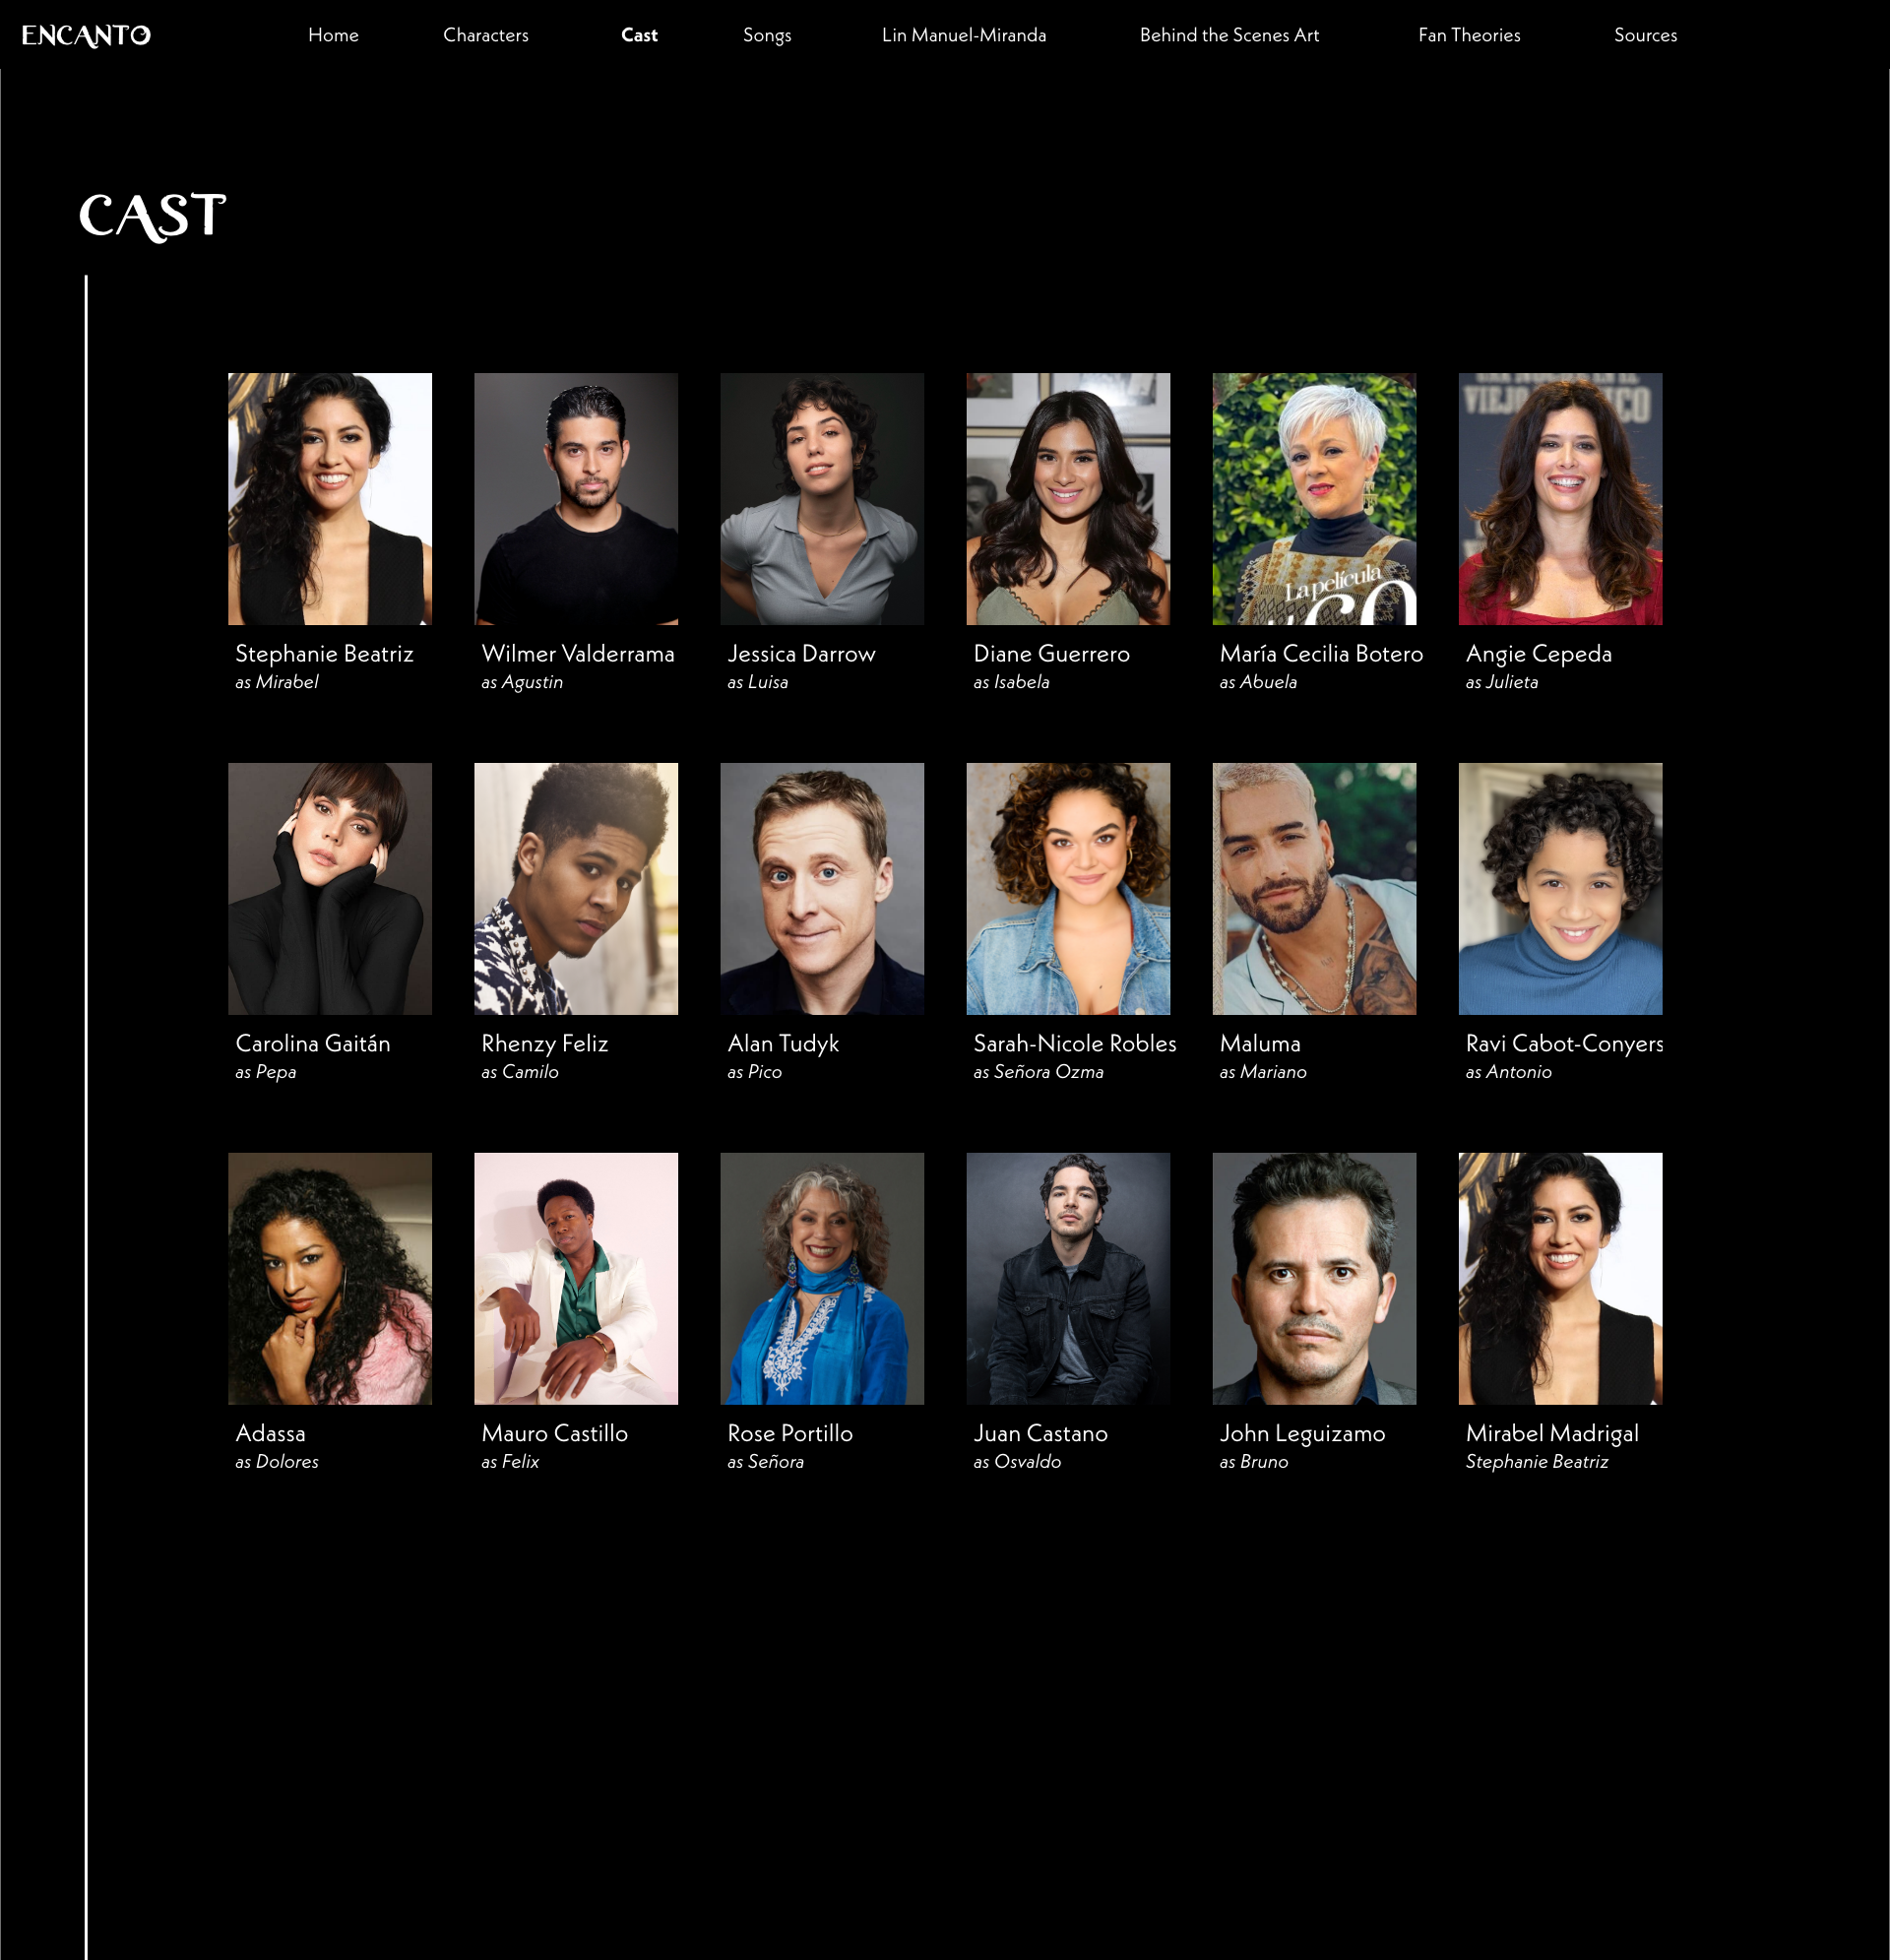 ENCANTO
Home
Characters
Cast
Songs
Lin Manuel-Miranda
Behind the Scenes Art
Fan Theories
Sources
CAST
La película
Stephanie Beatriz
as Mirabel
Wilmer Valderrama
as Agustin
Jessica Darrow
as Luisa
Diane Guerrero
as Isabela
María Cecilia Botero
as Abuela
Angie Cepeda
as Julieta
Carolina Gaitán
as Pepa
Rhenzy Feliz
as Camilo
Alan Tudyk
as Pico
Sarah-Nicole Robles
as Señora Ozma
Maluma
as Mariano
Ravi Cabot-Conyers
as Antonio
Adassa
as Dolores
Mauro Castillo
as Felix
Rose Portillo
as Señora
Juan Castano
as Osvaldo
John Leguizamo
as Bruno
Mirabel Madrigal
Stephanie Beatriz